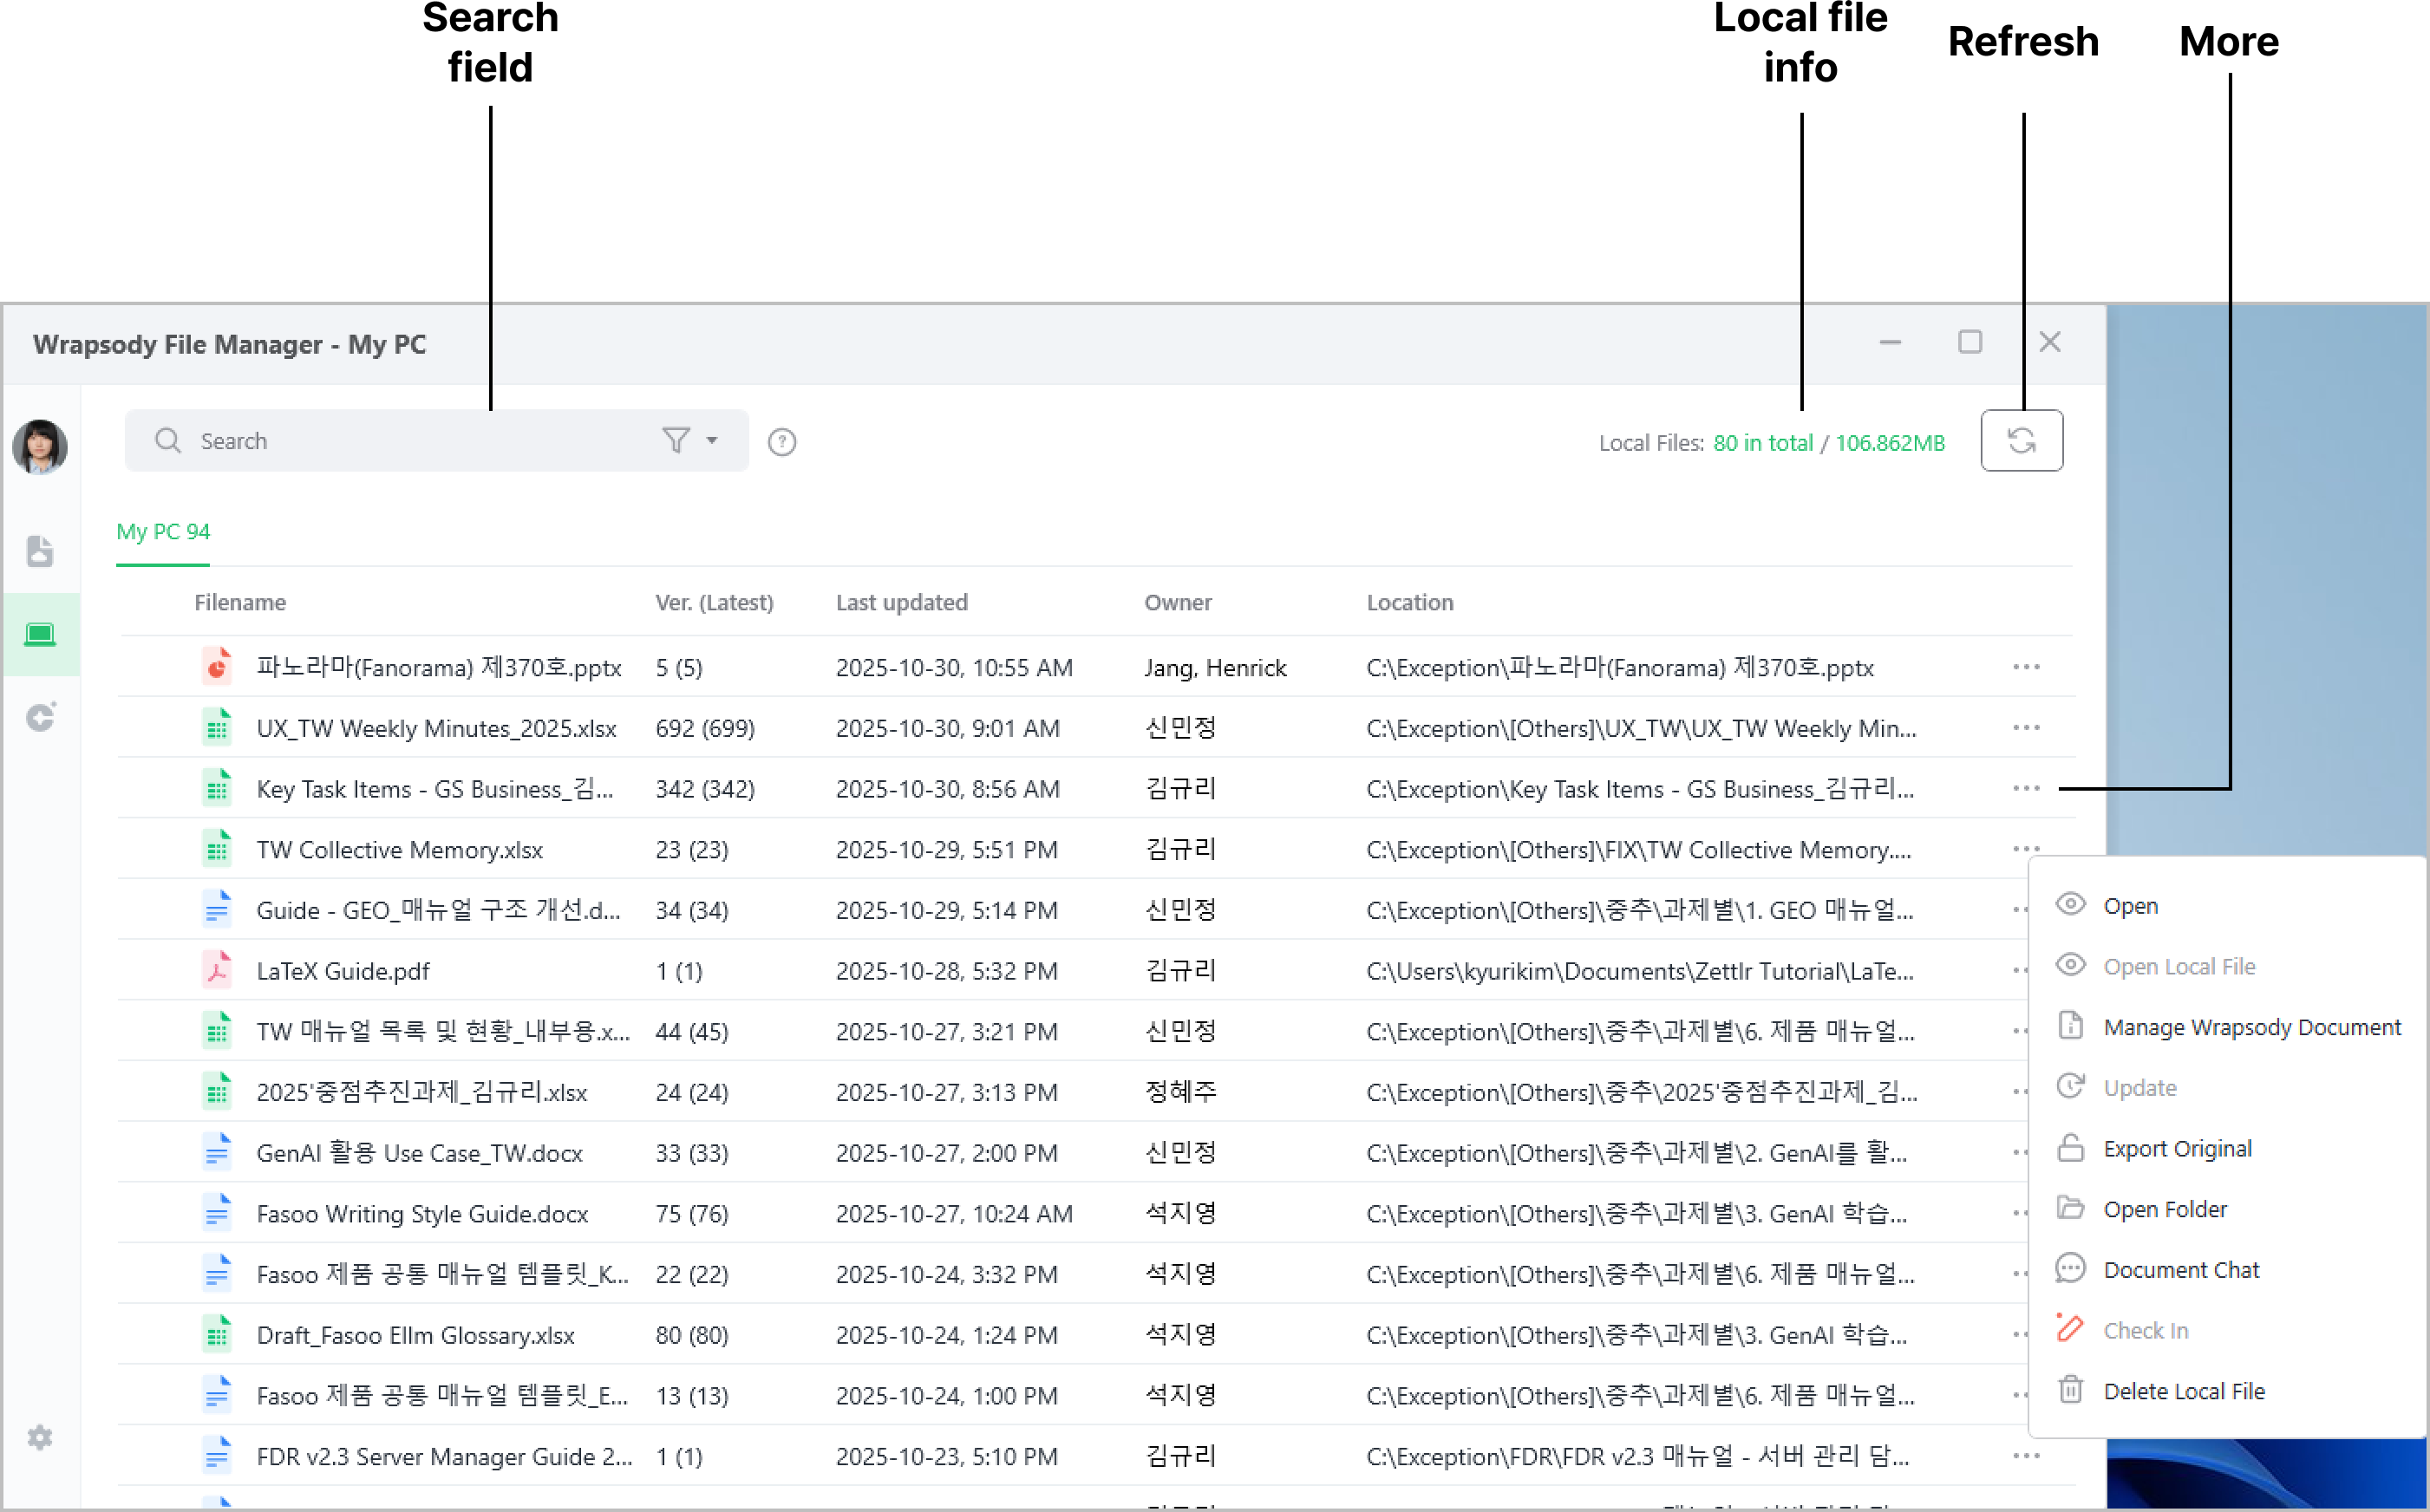 Search
field
Local file
info
Refresh
More
Wrapsody File Manager - My PC
Search
Local Files: 80 in total / 106.862MB
My PC 94
Filename Ver. (Latest) Last updated Owner Location
파노라마(Fanorama) 제370호.pptx 5 (5) 2025-10-30, 10:55 AM Jang, Henrick C:\Exception\파노라마(Fanorama) 제370호.pptx
UX_TW Weekly Minutes_2025.xlsx 692 (699) 2025-10-30, 9:01 AM 신민정 C:\Exception\[Others]\UX_TW\UX_TW Weekly Min...
Key Task Items - GS Business_김... 342 (342) 2025-10-30, 8:56 AM 김규리 C:\Exception\Key Task Items - GS Business_김규리...
TW Collective Memory.xlsx 23 (23) 2025-10-29, 5:51 PM 김규리 C:\Exception\[Others]\FIX\TW Collective Memory....
Guide - GEO_매뉴얼 구조 개선.d... 34 (34) 2025-10-29, 5:14 PM 신민정 C:\Exception\[Others]\중추\과제별\1. GEO 매뉴얼...
LaTeX Guide.pdf 1 (1) 2025-10-28, 5:32 PM 김규리 C:\Users\kyurikim\Documents\Zettlr Tutorial\LaTe...
TW 매뉴얼 목록 및 현황_내부용.x... 44 (45) 2025-10-27, 3:21 PM 신민정 C:\Exception\[Others]\중추\과제별\6. 제품 매뉴얼...
2025'중점추진과제_김규리.xlsx 24 (24) 2025-10-27, 3:13 PM 정혜주 C:\Exception\[Others]\중추\2025'중점추진과제_김...
GenAI 활용 Use Case_TW.docx 33 (33) 2025-10-27, 2:00 PM 신민정 C:\Exception\[Others]\중추\과제별\2. GenAI를 활...
Fasoo Writing Style Guide.docx 75 (76) 2025-10-27, 10:24 AM 석지영 C:\Exception\[Others]\중추\과제별\3. GenAI 학습...
Fasoo 제품 공통 매뉴얼 템플릿_K... 22 (22) 2025-10-24, 3:32 PM 석지영 C:\Exception\[Others]\중추\과제별\6. 제품 매뉴얼...
Draft_Fasoo Ellm Glossary.xlsx 80 (80) 2025-10-24, 1:24 PM 석지영 C:\Exception\[Others]\중추\과제별\3. GenAI 학습...
Fasoo 제품 공통 매뉴얼 템플릿_E... 13 (13) 2025-10-24, 1:00 PM 석지영 C:\Exception\[Others]\중추\과제별\6. 제품 매뉴얼...
FDR v2.3 Server Manager Guide 2... 1 (1) 2025-10-23, 5:10 PM 김규리 C:\Exception\FDR\FDR v2.3 매뉴얼 - 서버 관리 담...
Open
Open Local File
Manage Wrapsody Document
Update
Export Original
Open Folder
Document Chat
Check In
Delete Local File